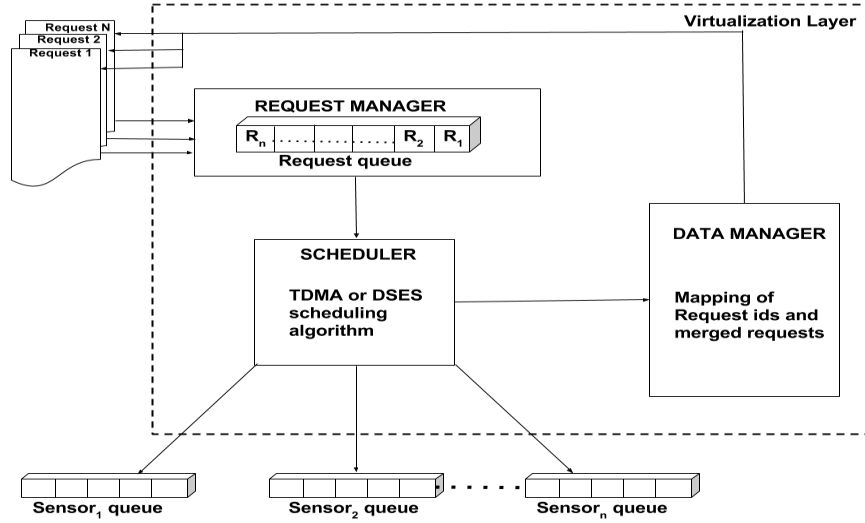 Virtualization Layer
Request N
Request 2
Request 1
REQUEST MANAGER
Rn R2 R1
Request queue
SCHEDULER
TDMA or DSES
scheduling
algorithm
DATA MANAGER
Mapping of
Request ids and
merged requests
Sensor1 queue
Sensor2 queue
Sensorn queue